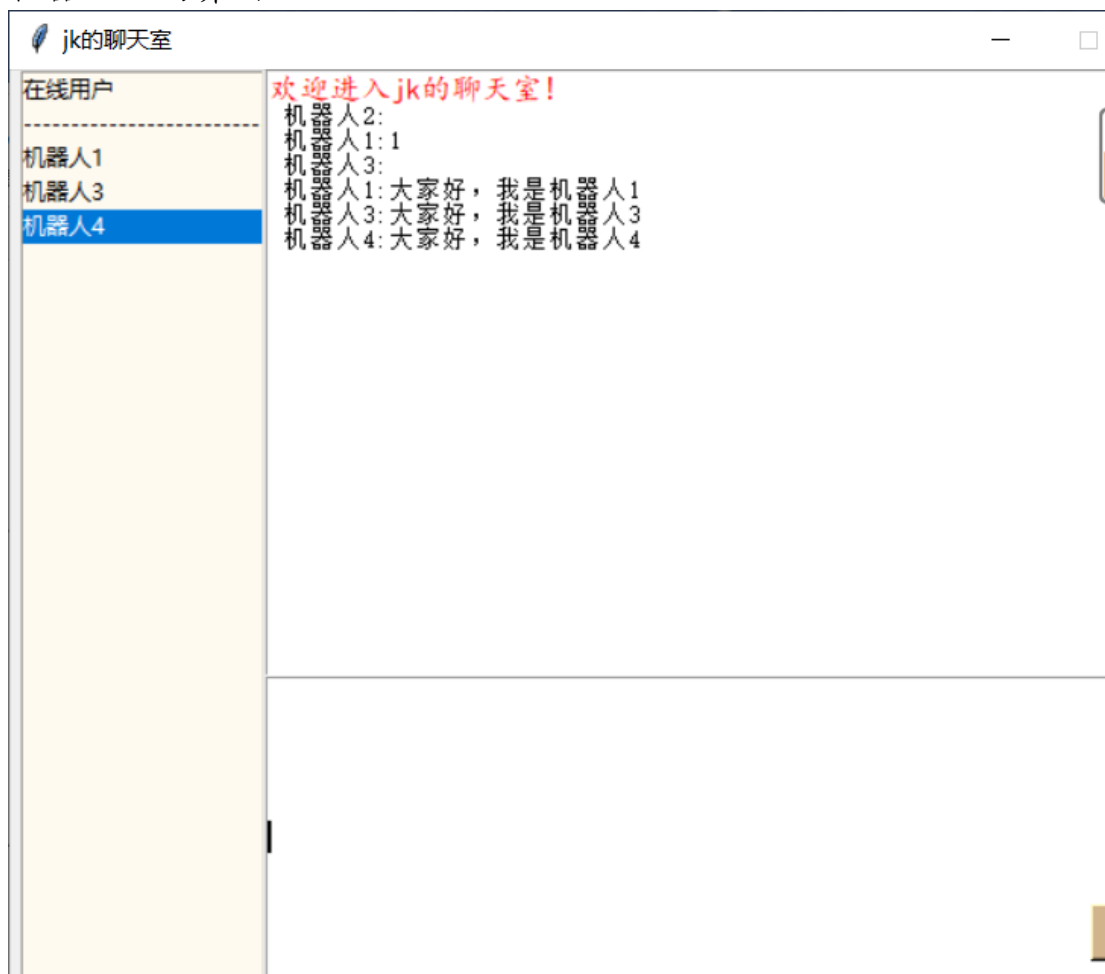 jk的聊天室
在线用户
-------------------------
机器人1
机器人3
机器人4
欢迎进入jk的聊天室!
机器人2:
机器人1:1
机器人3:
机器人1:大家好，我是机器人1
机器人3:大家好，我是机器人3
机器人4:大家好，我是机器人4